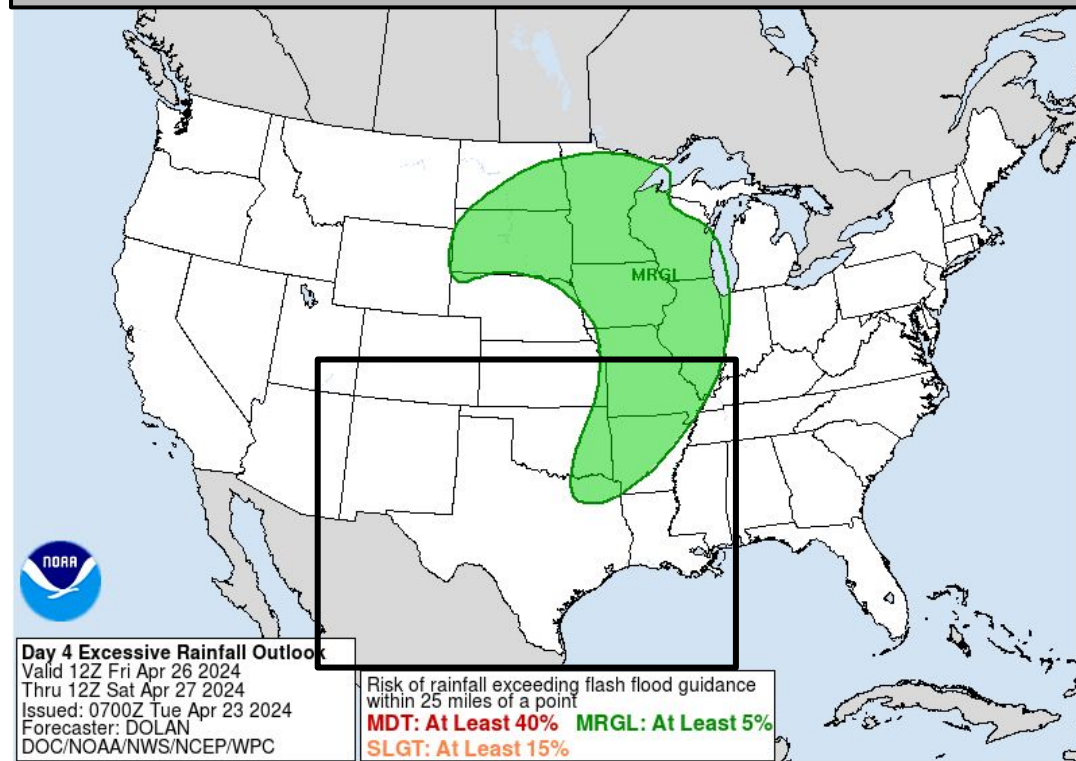 MRGL
NOAA
Day 4 Excessive Rainfall Outlook
Valid 12Z Fri Apr 26 2024
Thru 12Z Sat Apr 27 2024
Issued: 0700Z Tue Apr 23 2024
Forecaster: DOLAN
DOC/NOAA/NWS/NCEP/WPC
Risk of rainfall exceeding flash flood guidance
within 25 miles of a point
MDT: At Least 40% MRGL: At Least 5%
SLGT: At Least 15%